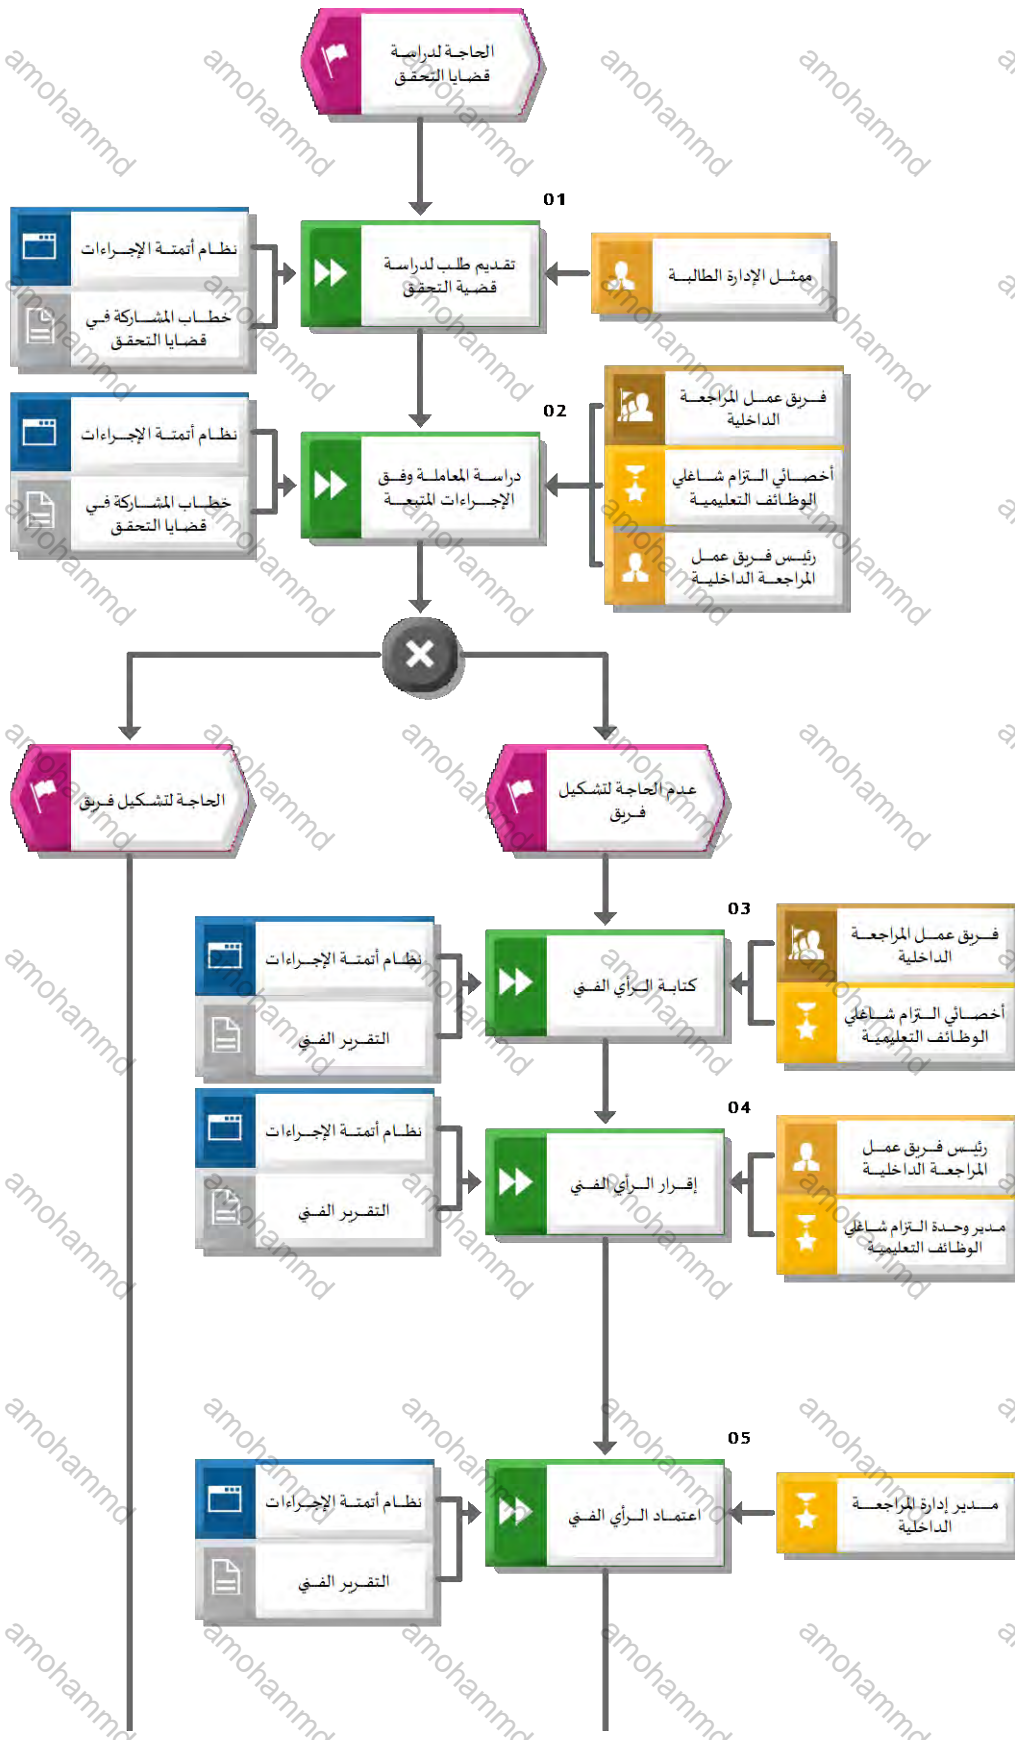 الحاجة لدراسة
قضايا التحقق
01
ممثل الإدارة الطالبة
تقديم طلب لدراسة
قضية التحقق
نظام أتمتة الإجراءات
خطاب المشاركة في
قضايا التحقق
02
فريق عمل المراجعة
الداخلية
أخصائي التزام شاغلي
الوظائف التعليمية
رئيس فريق عمل
المراجعة الداخلية
دراسة المعاملة وفق
الإجراءات المتبعة
نظام أتمتة الإجراءات
خطاب المشاركة في
قضايا التحقق
عدم الحاجة لتشكيل
فريق
الحاجة لتشكيل فريق
03
فريق عمل المراجعة
الداخلية
أخصائي التزام شاغلي
الوظائف التعليمية
كتابة الرأي الفني
نظام أتمتة الإجراءات
التقرير الفني
04
رئيس فريق عمل
المراجعة الداخلية
مدير وحدة التزام شاغلي
الوظائف التعليمية
إقرار الرأي الفني
نظام أتمتة الإجراءات
التقرير الفني
05
مدير إدارة المراجعة
الداخلية
اعتماد الرأي الفني
نظام أتمتة الإجراءات
التقرير الفني
amohammd